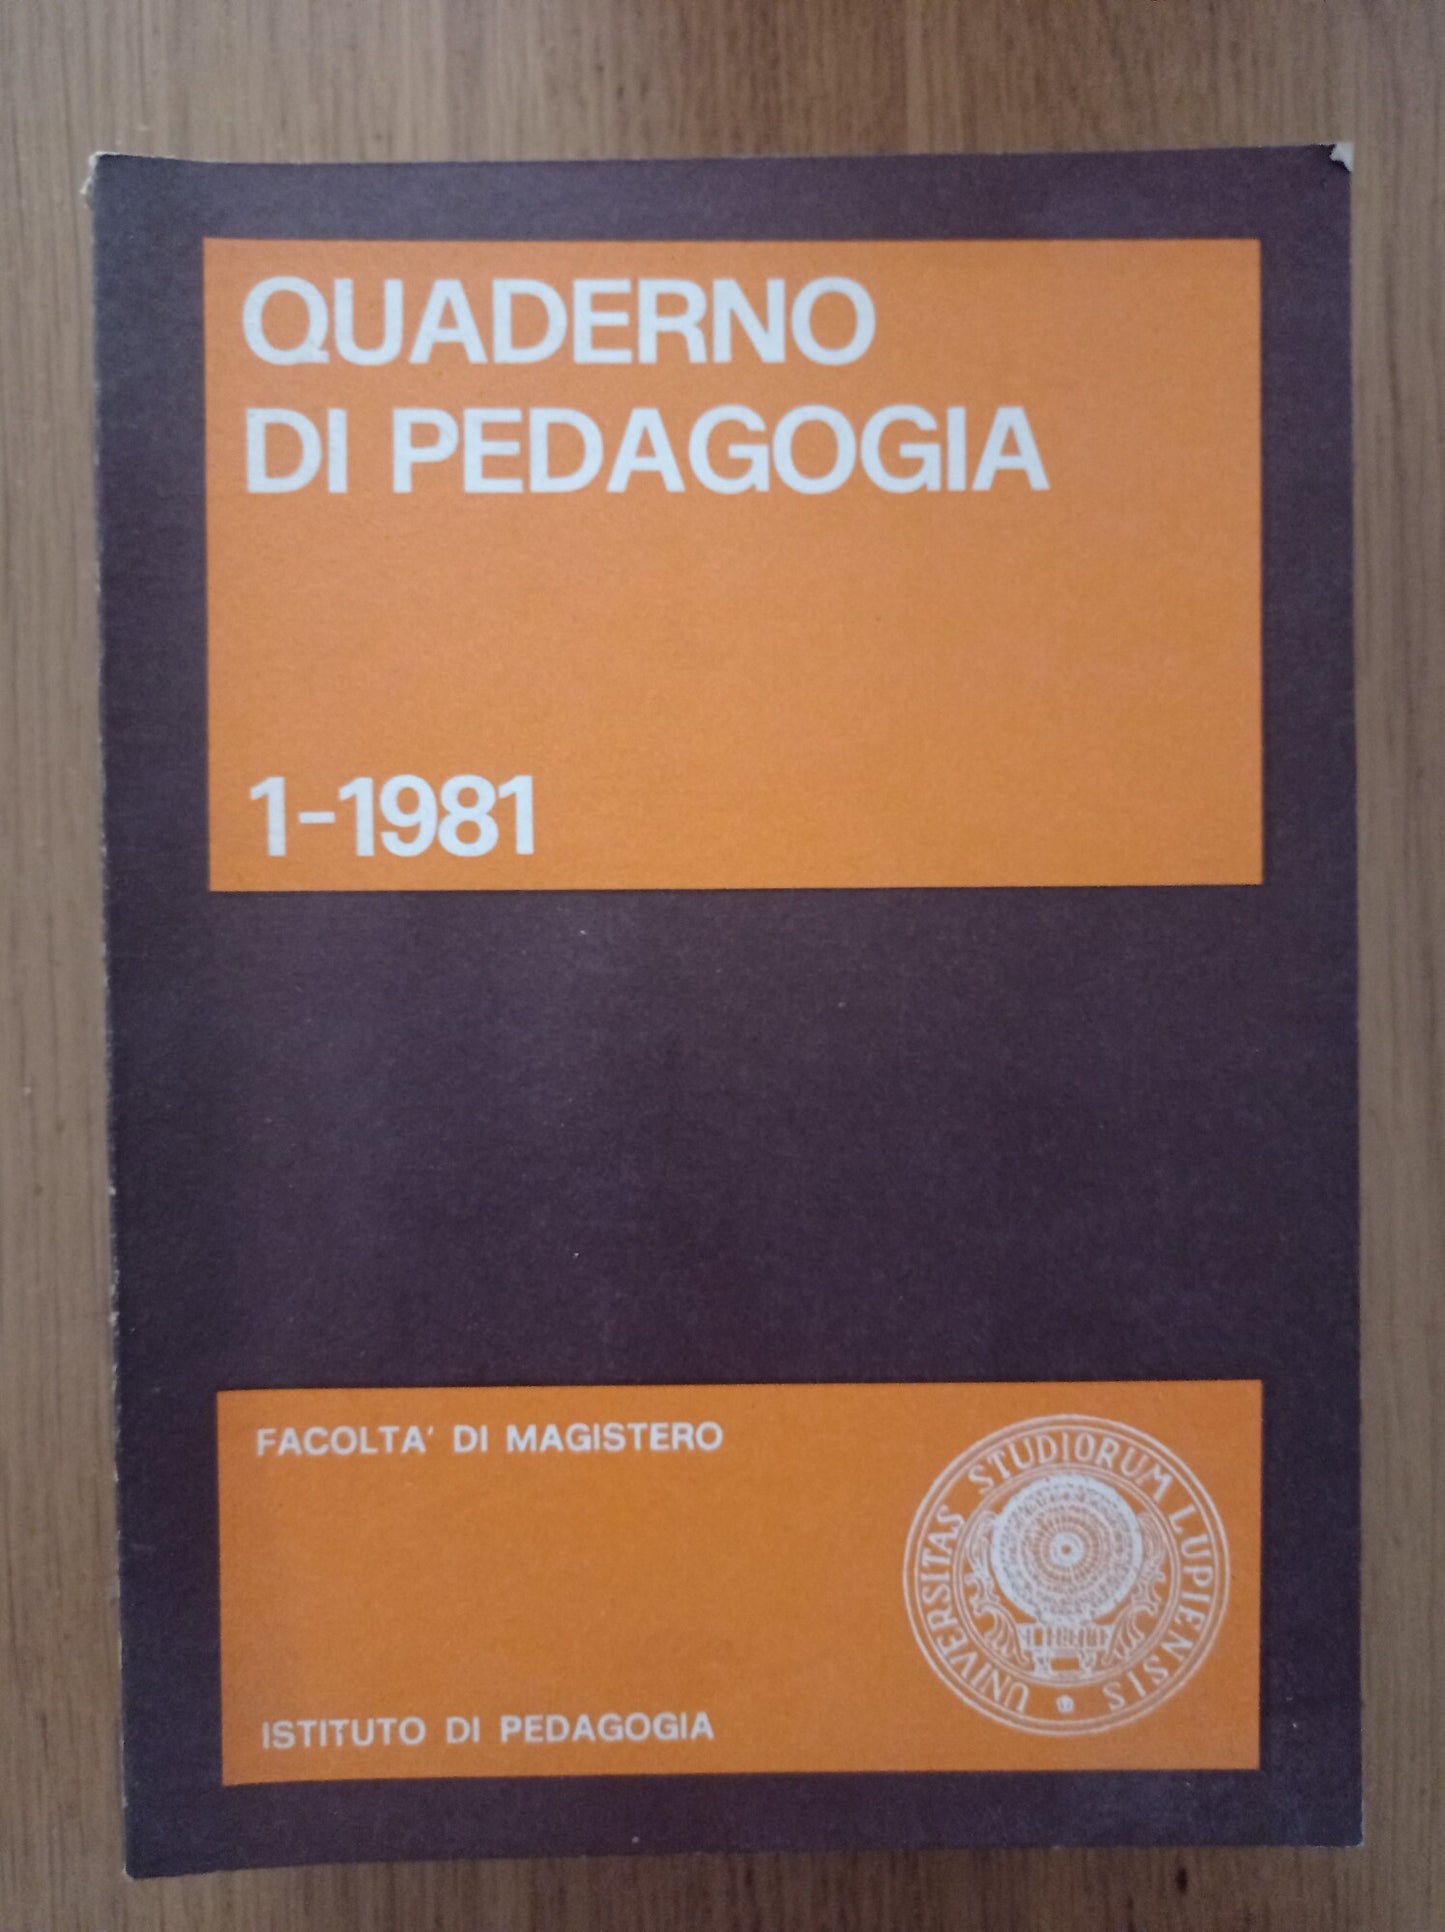 QUADERNO
DI PEDAGOGIA
1-1981
FACOLTA' DI MAGISTERO
UNIVERSITAS STUDIORUM LUPIENSIS
ISTITUTO DI PEDAGOGIA